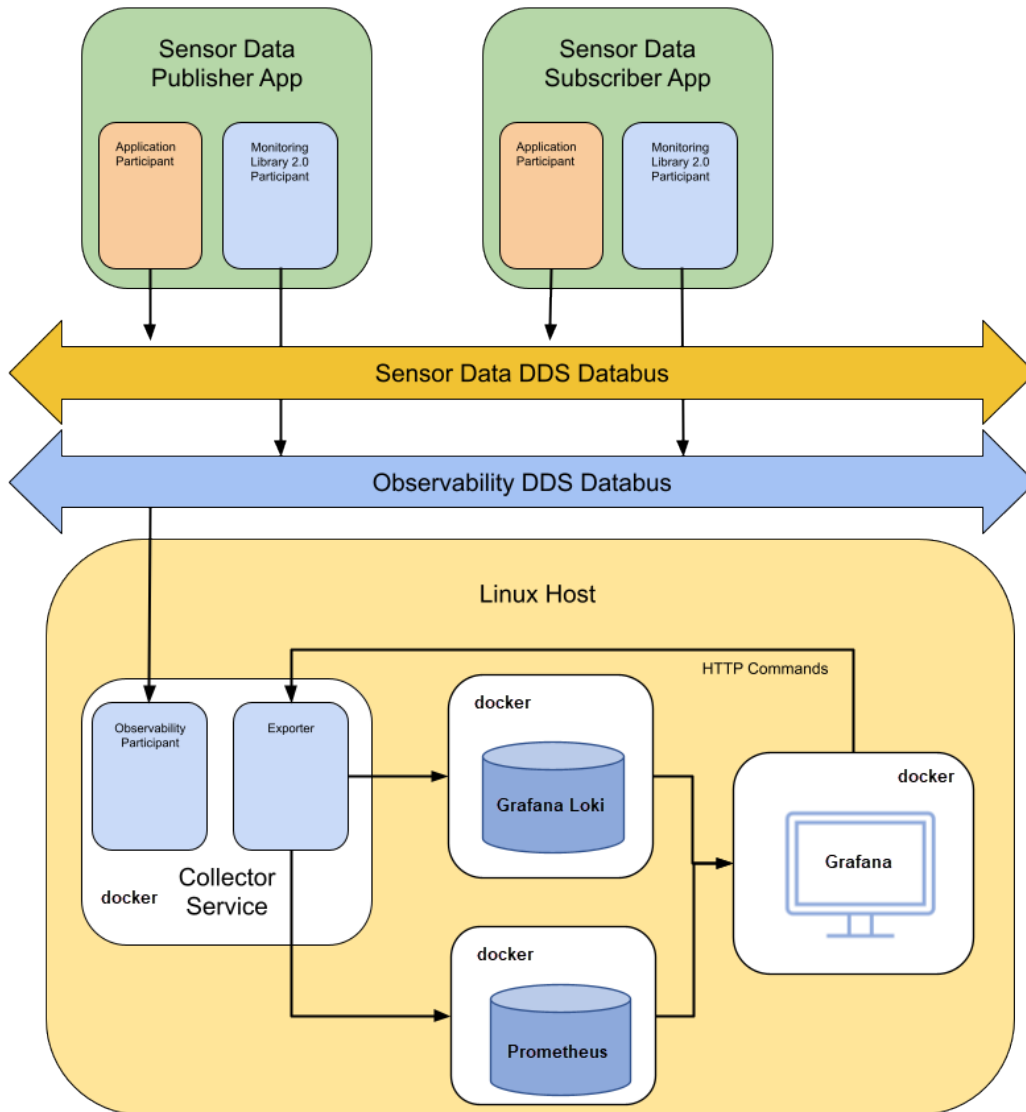 Sensor Data
Publisher App
Application
Participant
Monitoring
Library 2.0
Participant
Sensor Data
Subscriber App
Application
Participant
Monitoring
Library 2.0
Participant
Sensor Data DDS Databus
Observability DDS Databus
Linux Host
HTTP Commands
Observability
Participant
Exporter
docker
Collector
Service
docker
Grafana Loki
docker
Prometheus
docker
Grafana